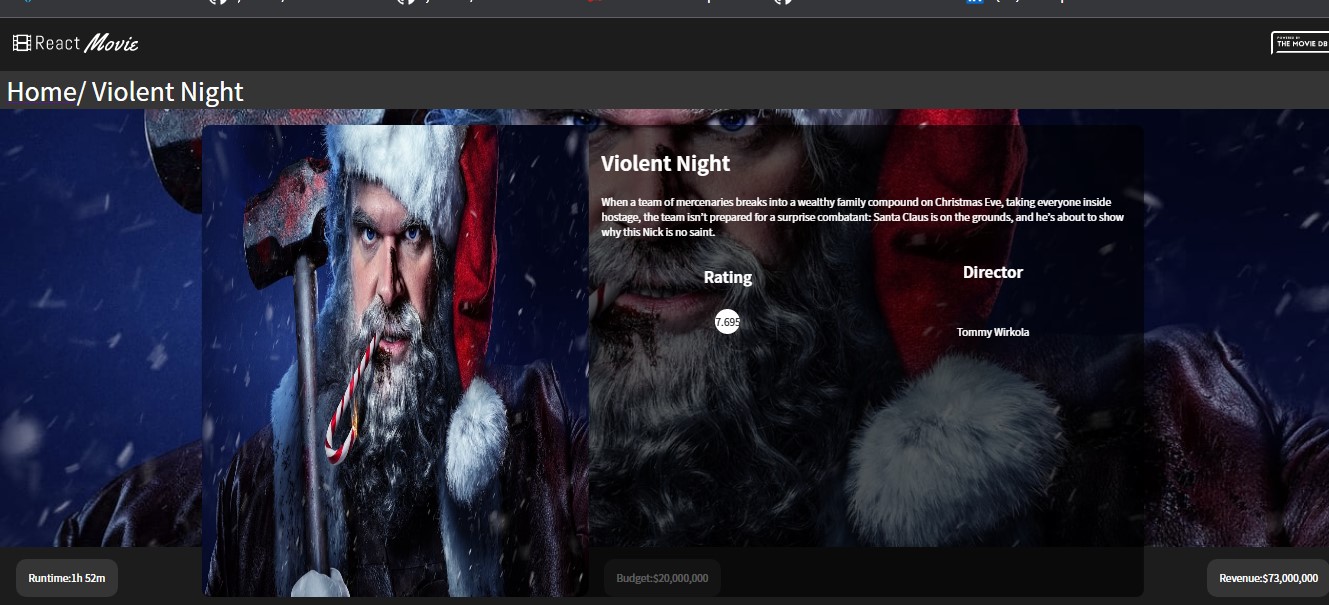 React Movie
POWERED BY
THE MOVIE DB
Home/ Violent Night
Violent Night
When a team of mercenaries breaks into a wealthy family compound on Christmas Eve, taking everyone inside
hostage, the team isn't prepared for a surprise combatant: Santa Claus is on the grounds, and he's about to show
why this Nick is no saint.
Rating
Director
7.695
Tommy Wirkola
Runtime:1h 52m
Budget:$20,000,000
Revenue:$73,000,000